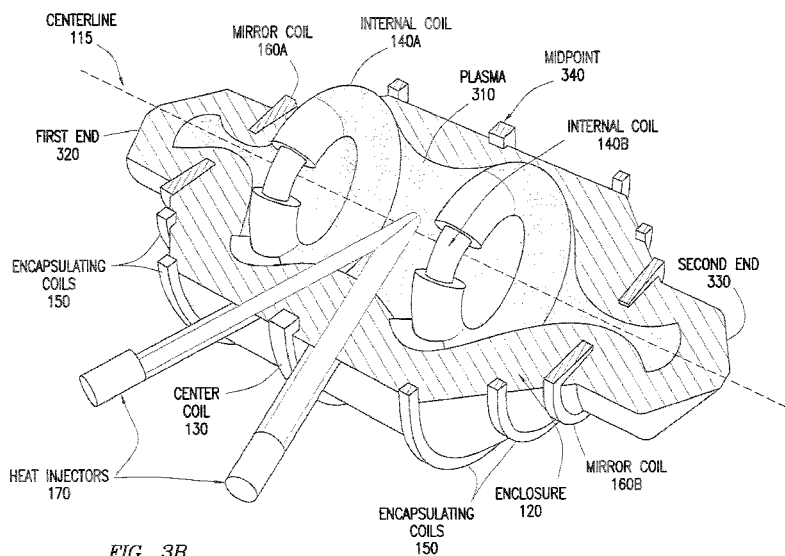 CENTERLINE
115
MIRROR COIL
160A
INTERNAL COIL
140A
PLASMA
310
MIDPOINT
340
INTERNAL COIL
140B
FIRST END
320
ENCAPSULATING
COILS
150
SECOND END
330
CENTER
COIL
130
HEAT INJECTORS
170
ENCAPSULATING
COILS
150
ENCLOSURE
120
MIRROR COIL
160B
FIG. 3B